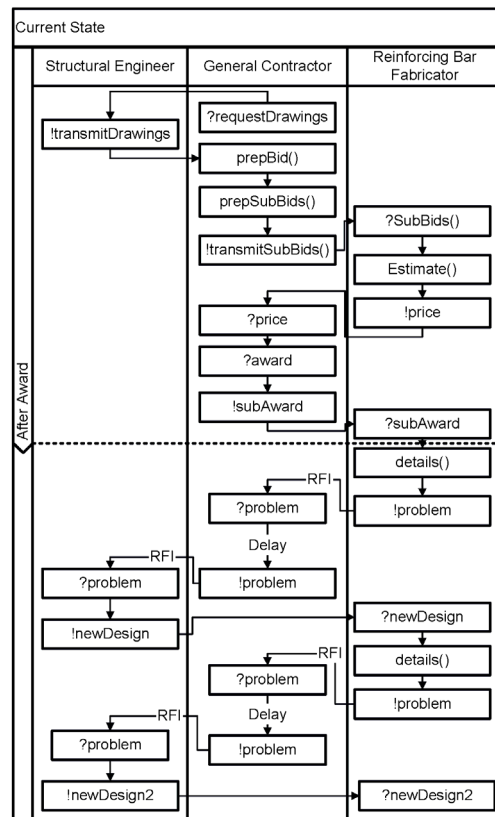 Current State
Structural Engineer
General Contractor
Reinforcing Bar
Fabricator
?requestDrawings
!transmitDrawings
prepBid()
prepSubBids()
!transmitSubBids()
?SubBids()
Estimate()
!price
?price
?award
!subAward
?subAward
After Award
details()
RFI
!problem
?problem
Delay
RFI
!problem
?problem
!newDesign
?newDesign
RFI
details()
?problem
!problem
Delay
RFI
?problem
!problem
!newDesign2
?newDesign2